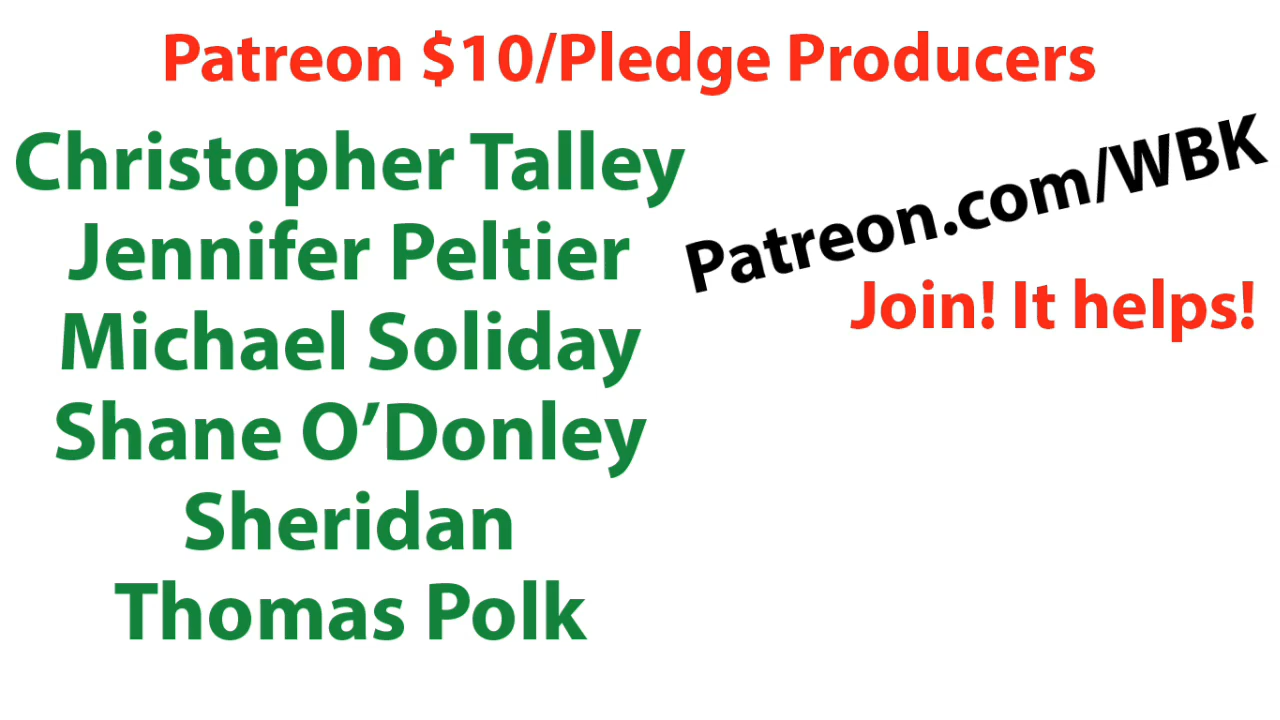 Patreon $10/Pledge Producers
Christopher Talley
Jennifer Peltier
Michael Soliday
Shane O’Donley
Sheridan
Thomas Polk
Patreon.com/WBK
Join! It helps!